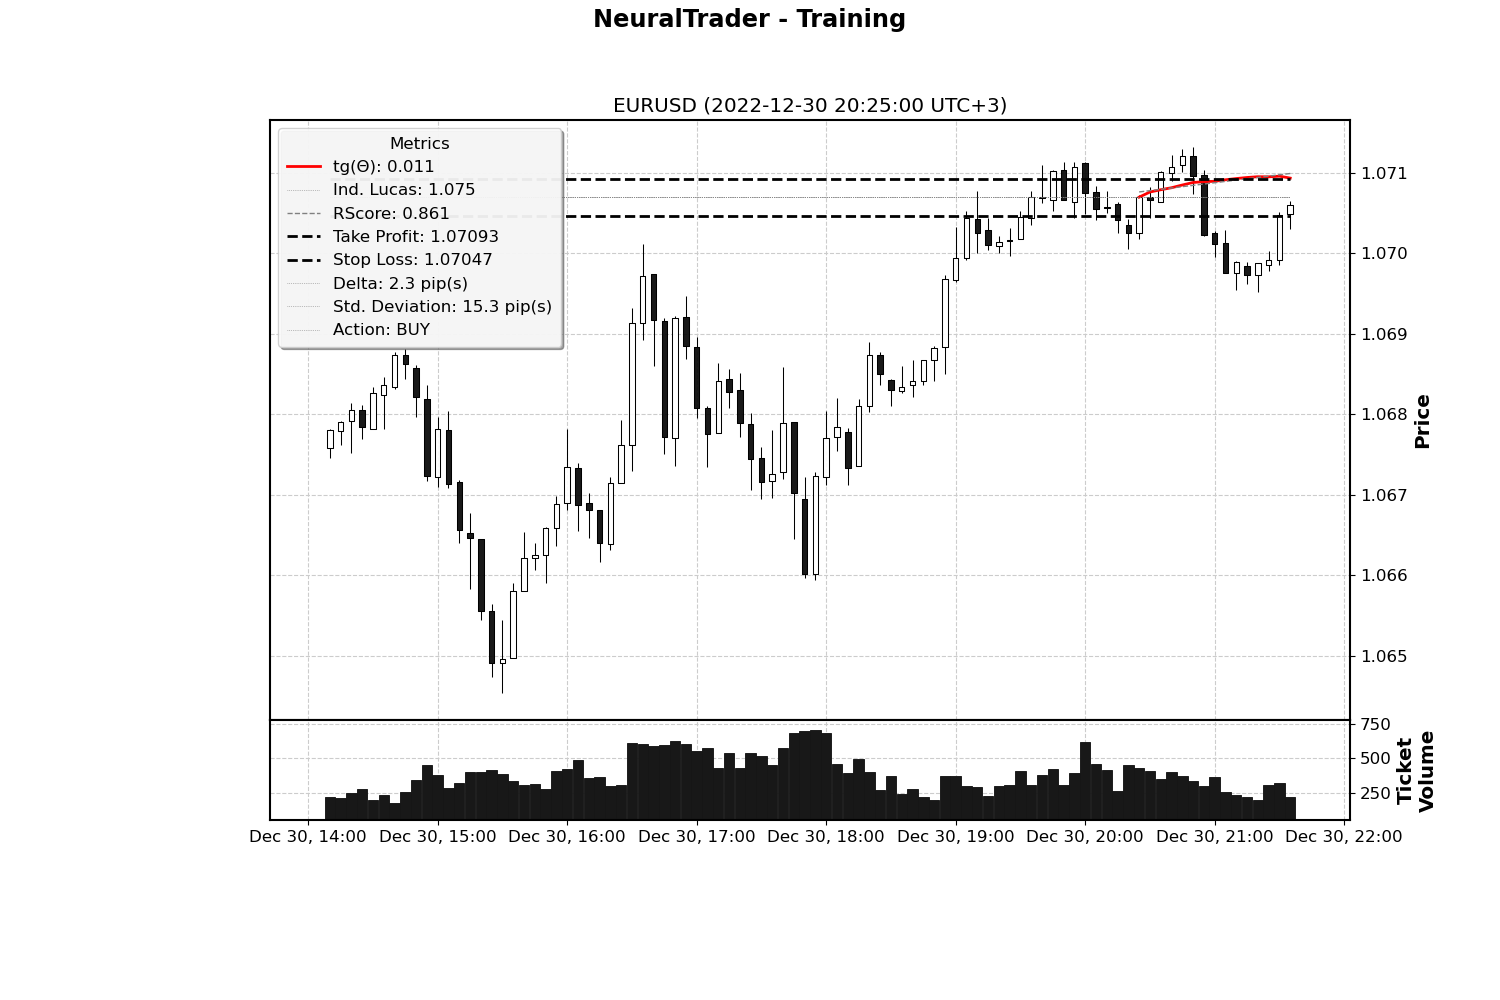 NeuralTrader - Training
EURUSD (2022-12-30 20:25:00 UTC+3)
Metrics
tg(Θ): 0.011
Ind. Lucas: 1.075
RScore: 0.861
Take Profit: 1.07093
Stop Loss: 1.07047
Delta: 2.3 pip(s)
Std. Deviation: 15.3 pip(s)
Action: BUY
1.071
1.070
1.069
1.068
1.067
1.066
1.065
Price
750
500
250
Ticket
Volume
Dec 30, 14:00 Dec 30, 15:00 Dec 30, 16:00 Dec 30, 17:00 Dec 30, 18:00 Dec 30, 19:00 Dec 30, 20:00 Dec 30, 21:00 Dec 30, 22:00